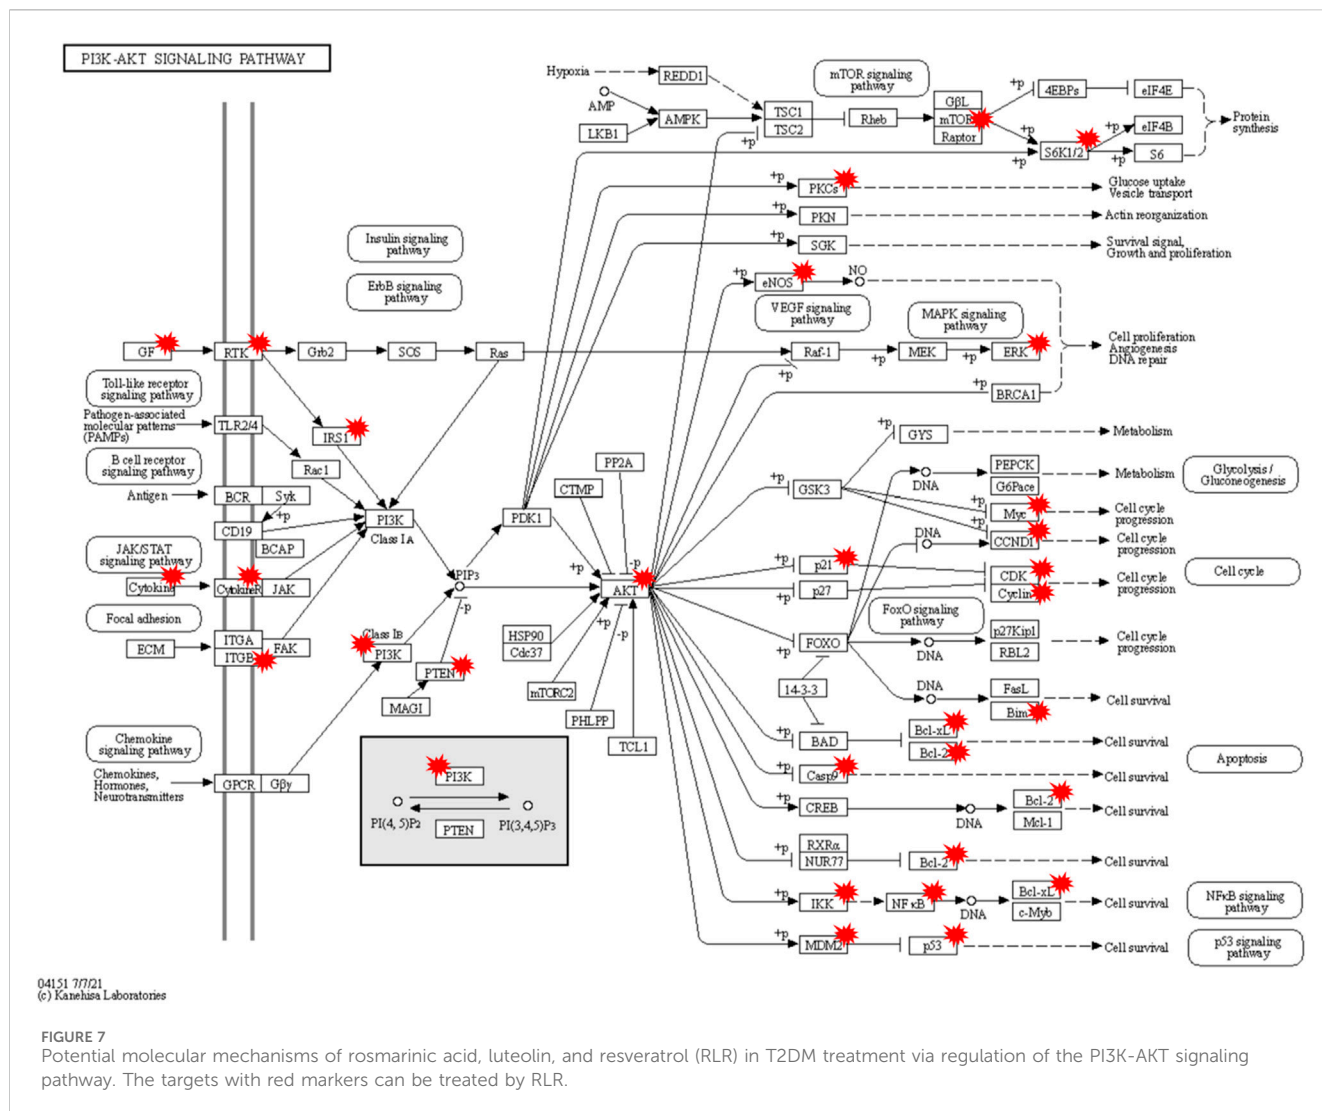 PI3K-AKT SIGNALING PATHWAY
Hypoxia
REDD1
mTOR signaling
pathway
AMP
LKB1
AMPK
TSC1
TSC2
+p
Rheb
GβL
mTOR
Raptor
+p
4EBPs
eIF4E
+p
S6K1/2
+p
+p
eIF4B
+p
S6
Protein
synthesis
+p
PKCs
Glucose uptake
Vesicle transport
+p
PKN
Actin reorganization
+p
SGK
Survival signal,
Growth and proliferation
Insulin signaling
pathway
ErbB signaling
pathway
+p
eNOS
NO
VEGF signaling
pathway
MAPK signaling
pathway
GF
RTK
Grb2
SOS
Ras
Raf-1
+p
+p
MEK
+p
ERK
+p
BRCA1
Cell proliferation
Angiogenesis
DNA repair
Toll-like receptor
signaling pathway
Pathogen-associated
molecular patterns
(PAMPs)
TLR2/4
IRS1
Rac1
B cell receptor
signaling pathway
Antigen
BCR
Syk
+p
CD19
BCAP
PI3K
Class IA
JAK/STAT
signaling pathway
Cytokine
CytokineR
JAK
Focal adhesion
ECM
ITGA
ITGB
FAK
Chemokine
signaling pathway
Chemokines,
Hormones,
Neurotransmitters
GPCR
Gβγ
PIP3
-p
Class IB
PI3K
PTEN
MAGI
PDK1
CTMP
PP2A
+p
-p
AKT
+p
-p
HSP90
Cdc37
mTORC2
PHLPP
TCL1
PI3K
PI(4, 5)P2
PI(3,4,5)P3
PTEN
GYS
Metabolism
+p
GSK3
DNA
PEPCK
G6Pace
Metabolism
Glycolysis /
Gluconeogenesis
+p
Myc
Cell cycle
progression
DNA
+p
CCND1
Cell cycle
progression
+p
p21
+p
p27
CDK
Cyclin
Cell cycle
progression
Cell cycle
FoxO signaling
pathway
+p
FOXO
DNA
p27Kip1
RBL2
Cell cycle
progression
14-3-3
DNA
FasL
Bim
Cell survival
+p
BAD
Bcl-xL
Bcl-2
Cell survival
Apoptosis
+p
Casp9
Cell survival
+p
CREB
DNA
Bcl-2
Mcl-1
Cell survival
+p
RXRα
NUR77
Bcl-2
Cell survival
+p
IKK
NFκB
DNA
Bcl-xL
c-Myb
Cell survival
NFκB signaling
pathway
+p
MDM2
p53
Cell survival
p53 signaling
pathway
04151 7/7/21
(c) Kanehisa Laboratories
FIGURE 7
Potential molecular mechanisms of rosmarinic acid, luteolin, and resveratrol (RLR) in T2DM treatment via regulation of the PI3K-AKT signaling
pathway. The targets with red markers can be treated by RLR.